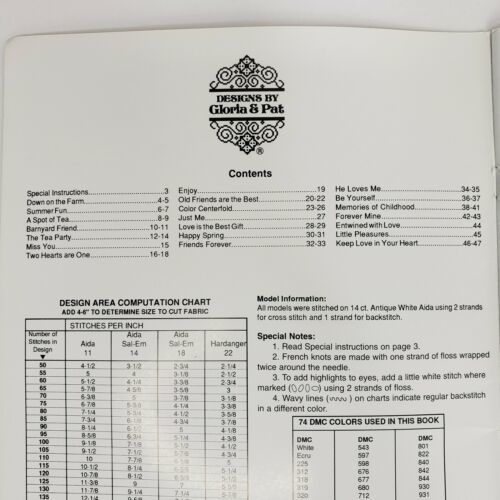 DESIGNS BY
Gloria & Pat
®
Contents
Special Instructions..................3
Down on the Farm..................4-5
Summer Fun..................6-7
A Spot of Tea..................8-9
Barnyard Friend..................10-11
The Tea Party..................12-14
Miss You..................15
Two Hearts are One..................16-18
Enjoy..................19
Old Friends are the Best..................20-22
Color Centerfold..................23-26
Just Me..................27
Love is the Best Gift..................28-29
Happy Spring..................30-31
Friends Forever..................32-33
He Loves Me..................34-35
Be Yourself..................36-37
Memories of Childhood..................38-41
Forever Mine..................42-43
Entwined with Love..................44
Little Pleasures..................45
Keep Love in Your Heart..................46-47
DESIGN AREA COMPUTATION CHART
ADD 4-6" TO DETERMINE SIZE TO CUT FABRIC
Number of Stitches in Design ▼
STITCHES PER INCH
Aida 11
Aida Sal-Em 14
Aida Sal-Em 18
Hardanger 22
50 4-1/2 3-1/2 2-3/4 2-1/4
55 5 4 3-1/8 2-1/2
60 5-1/2 4-1/4 3-3/8 2-3/4
65 5-7/8 4-5/8 3-5/8 3
70 6-3/8 5 3-7/8 3-1/8
75 6-7/8 5-3/8 4-1/4 3-3/8
80 7-1/4 5-3/4 4-1/2 3-5/8
85 7-3/4 6-1/8 4-3/4 3-7/8
90 8-1/4 6-1/2 5 4-1/8
95 8-5/8 6-3/4 5-1/4 4-3/8
100 9-1/8 7-1/8 5-5/8 4-1/2
105 9-1/2 7-1/2 5-7/8 4-3/4
110 10 7-7/8 6-1/8 5
115 10-1/2 8-1/4 6-3/8 5-1/4
120 10-7/8 8-5/8 6-5/8 5-1/2
125 11-3/8 9 7 5-5/8
130 11-7/8 9-1/4 7-1/4 5-7/8
135 12-1/4 9-5/8 7-1/2 6-1/8
Model Information:
All models were stitched on 14 ct. Antique White Aida using 2 strands
for cross stitch and 1 strand for backstitch.
Special Notes:
1. Read Special instructions on page 3.
2. French knots are made with one strand of floss wrapped
twice around the needle.
3. To add highlights to eyes, add a little white stitch where
marked ( ) using 2 strands of floss.
4. Wavy lines ( ) on charts indicate regular backstitch
in a different color.
74 DMC COLORS USED IN THIS BOOK
DMC DMC DMC
White 543 801
Ecru 597 822
225 598 840
312 676 842
318 677 844
319 680 930
320 712 931